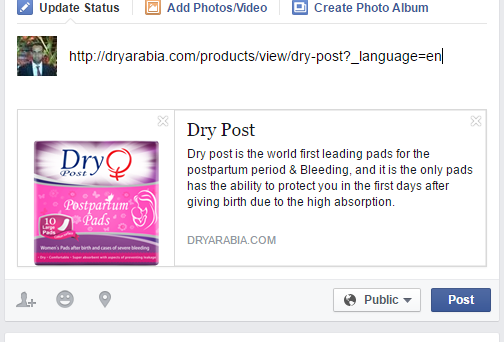 Update Status Add Photos/Video Create Photo Album
http://dryarabia.com/products/view/dry-post?_language=en
Dry
Post
Postpartum
Pads
10
Large
Pads
Women's Pads after birth and cases of severe bleeding
Dry Post
Dry post is the world first leading pads for the
postpartum period & Bleeding, and it is the only pads
has the ability to protect you in the first days after
giving birth due to the high absorption.
DRYARABIA.COM
Public Post